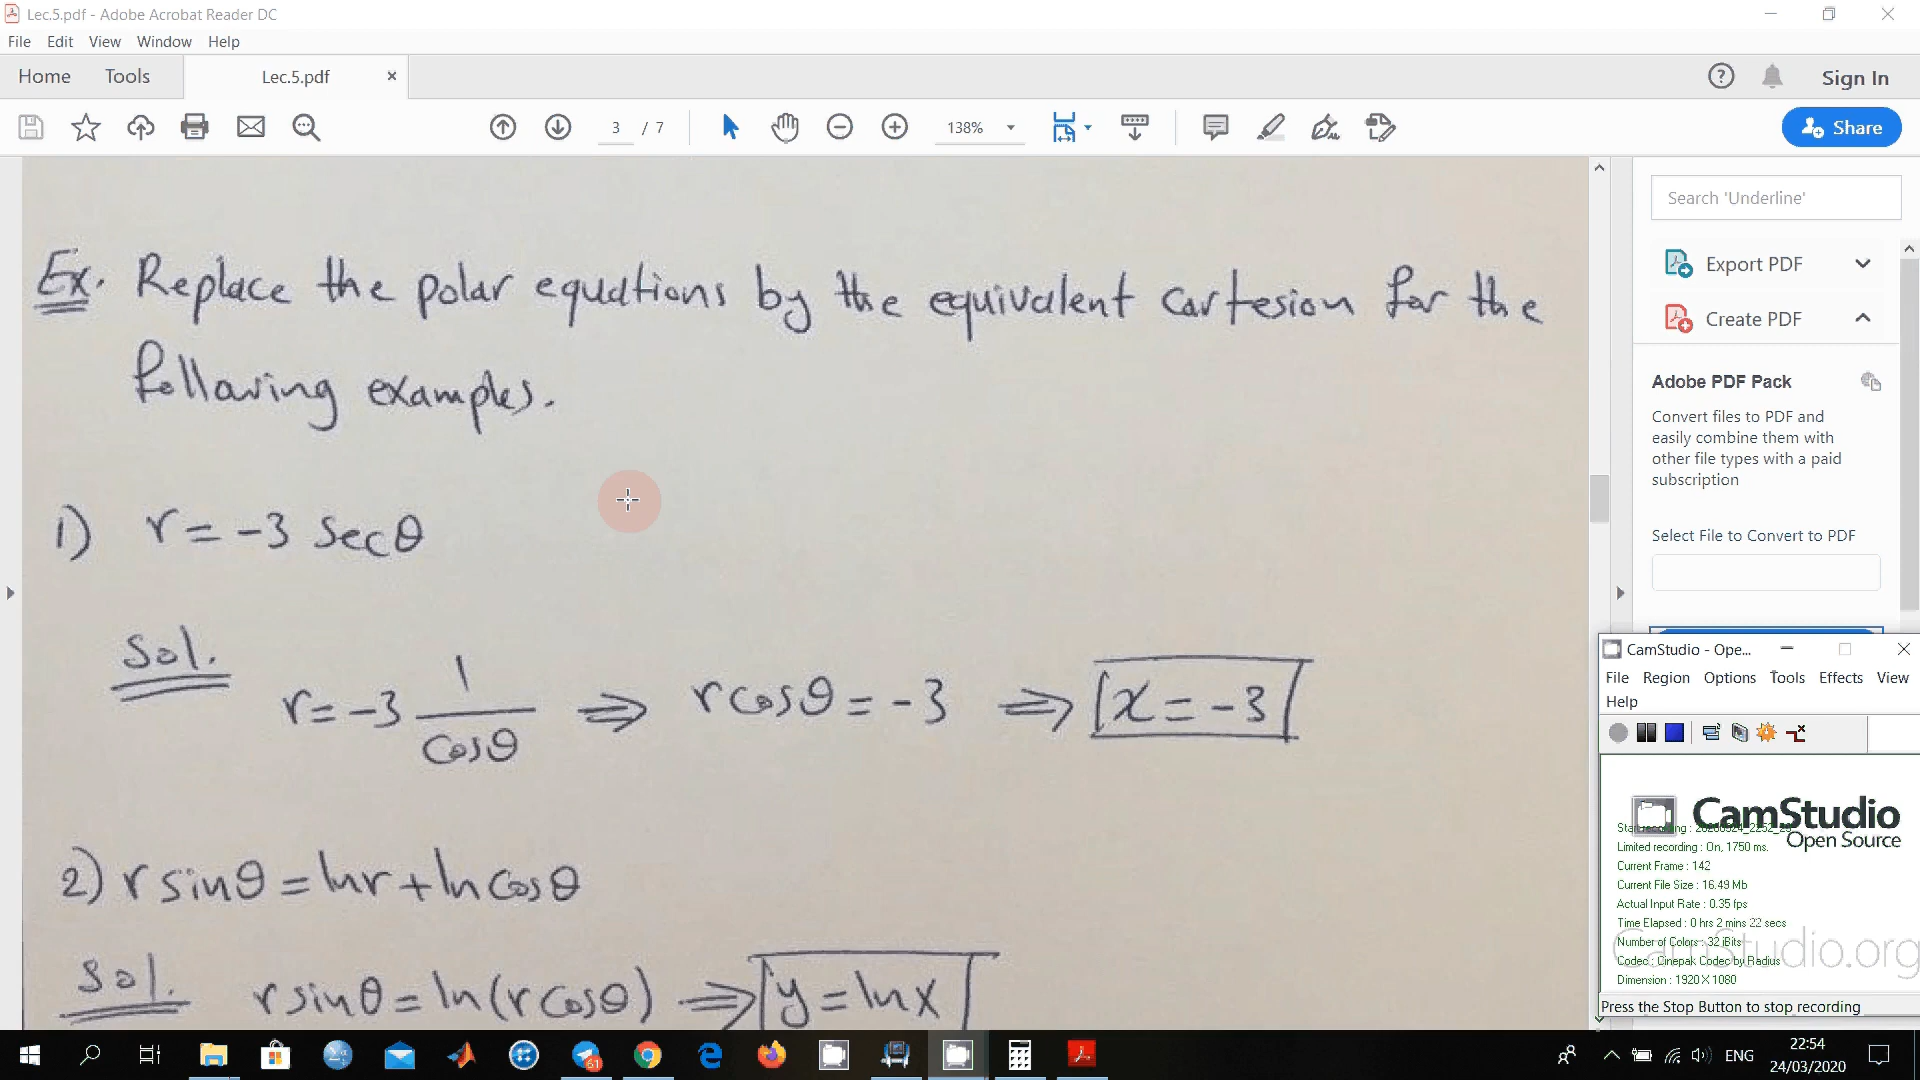 Lec.5.pdf - Adobe Acrobat Reader DC
File Edit View Window Help
Home Tools Lec.5.pdf × Sign In
3 / 7 138% Share
Search 'Underline'
Export PDF
Create PDF
Adobe PDF Pack
Convert files to PDF and
easily combine them with
other file types with a paid
subscription
Select File to Convert to PDF
Ex. Replace the polar equations by the equivalent cartesion for the
following examples.
1) r = -3 secθ
Sol.
r = -3 1/cosθ ⇒ r cosθ = -3 ⇒ x = -3
2) r sinθ = ln r + ln cosθ
Sol. r sinθ = ln(r cosθ) ⇒ y = ln x
CamStudio - Ope...
File Region Options Tools Effects View
Help
CamStudio
Open Source
Limited recording : On, 1750 ms.
Current Frame : 142
Current File Size : 16.49 Mb
Actual Input Rate : 0.35 fps
Time Elapsed : 0 hrs 2 mins 22 secs
Number of Colors : 32 iBits
Codec : Cinepak Codec by Radius
Dimension : 1920 X 1080
CamStudio.org
Press the Stop Button to stop recording
61
ENG
22:54
24/03/2020